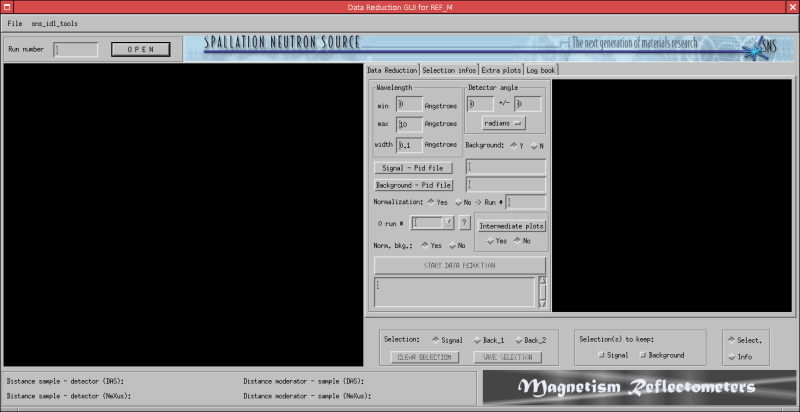 Data Reduction GUI for REF_M
File sns_idl_tools
Run number OPEN
SPALLATION NEUTRON SOURCE
The next generation of materials research
SNS
Data Reduction Selection infos Extra plots Log book
Wavelength
min 0 Angstroms
max 10 Angstroms
width 0.1 Angstroms
Detector angle
0 +/- 0
radians
Background: Y N
Signal - Pid file
Background - Pid file
Normalization: Yes No -> Run #
0 run # ?
Norm. bkg.: Yes No
Intermediate plots
Yes No
START DATA REDUCTION
Selection: Signal Back_1 Back_2
CLEAR SELECTION SAVE SELECTION
Selection(s) to keep:
Signal Background
Select.
Info
Distance sample - detector (DAS): Distance moderator - sample (DAS):
Distance sample - detector (NeXus): Distance moderator - sample (NeXus):
Magnetism Reflectometers